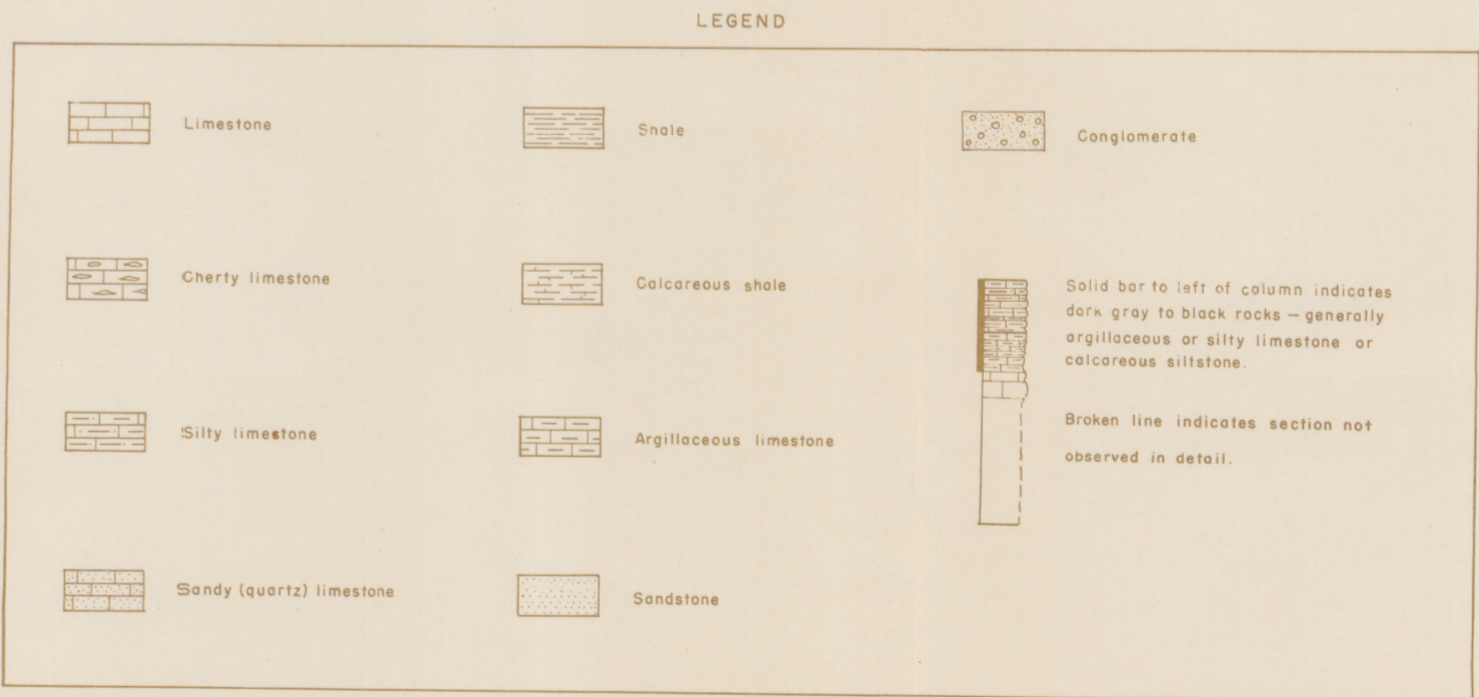 LEGEND
Limestone
Cherty limestone
Silty limestone
Sandy (quartz) limestone
Snale
Calcareous shale
Argillaceous limestone
Sandstone
Conglomerate
Solid bar to left of column indicates
dark gray to black rocks — generally
argillaceous or silty limestone or
calcareous siltstone.
Broken line indicates section not
observed in detail.